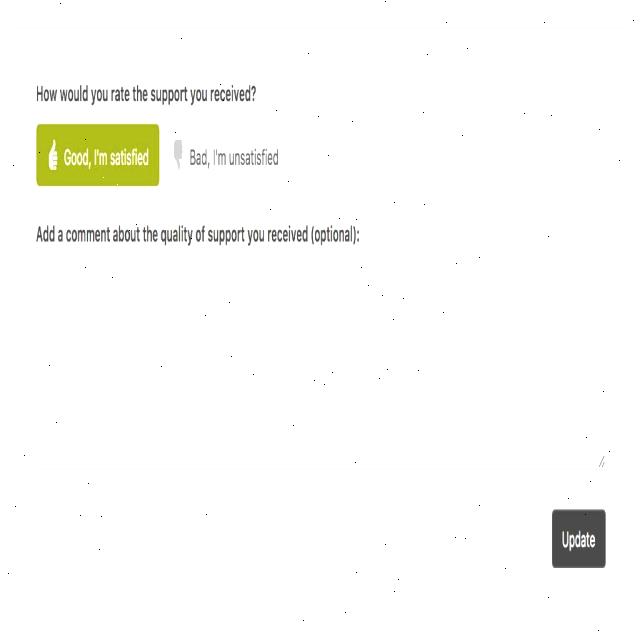 How would you rate the support you received?
Good, I'm satisfied
Bad, I'm unsatisfied
Add a comment about the quality of support you received (optional):
Update